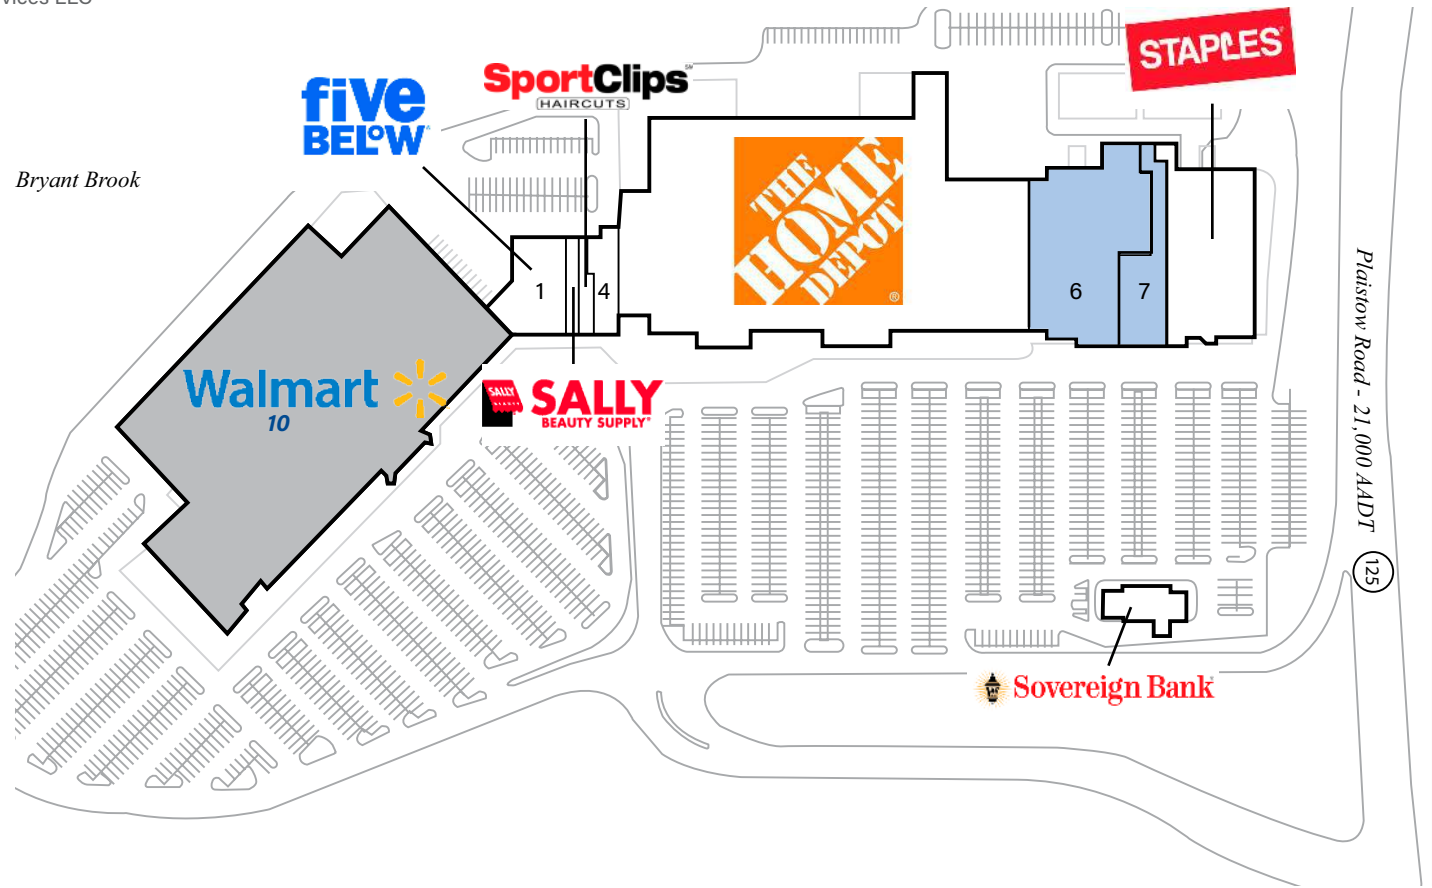 STAPLES
SportClips
HAIRCUTS
five
BELOW
Bryant Brook
THE
HOME
DEPOT
®
1
4
6
7
Plaistow Road - 21,000 AADT
125
Walmart
10
SALLY
SALLY
BEAUTY SUPPLY
Sovereign Bank